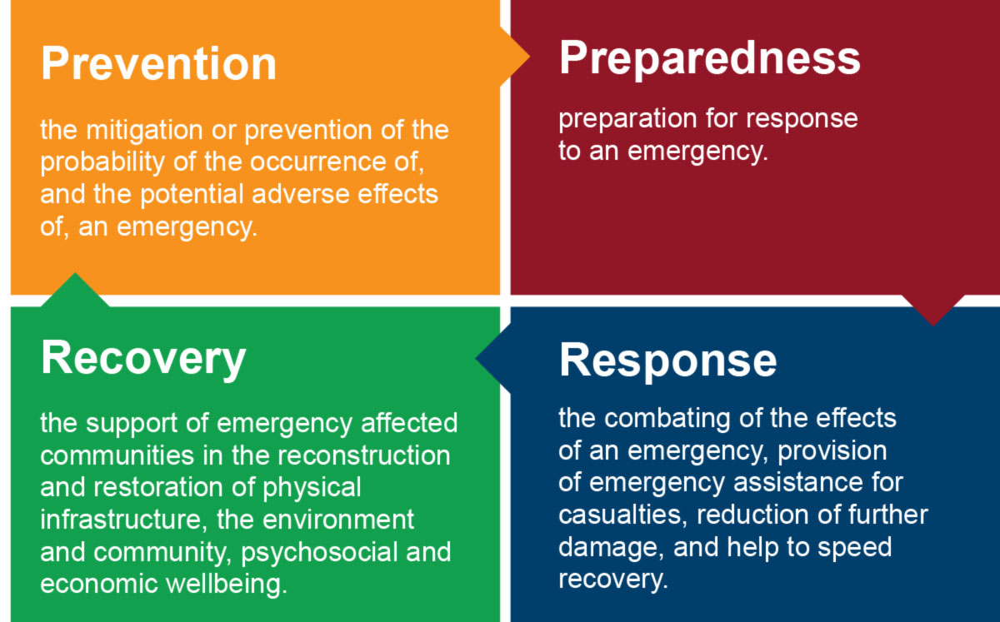 Prevention
the mitigation or prevention of the
probability of the occurrence of,
and the potential adverse effects
of, an emergency.
Preparedness
preparation for response
to an emergency.
Recovery
the support of emergency affected
communities in the reconstruction
and restoration of physical
infrastructure, the environment
and community, psychosocial and
economic wellbeing.
Response
the combating of the effects
of an emergency, provision
of emergency assistance for
casualties, reduction of further
damage, and help to speed
recovery.